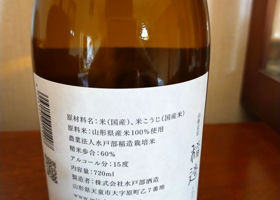 原材料名:米(国産)、米こうじ(国産米)
原料米:山形県産米100%使用
農業法人水戸部稲造栽培米
精米歩合:60%
アルコール分:15度
内容量:720ml
製造者:株式会社水戸部酒造
山形県天童市大字原町乙7番地